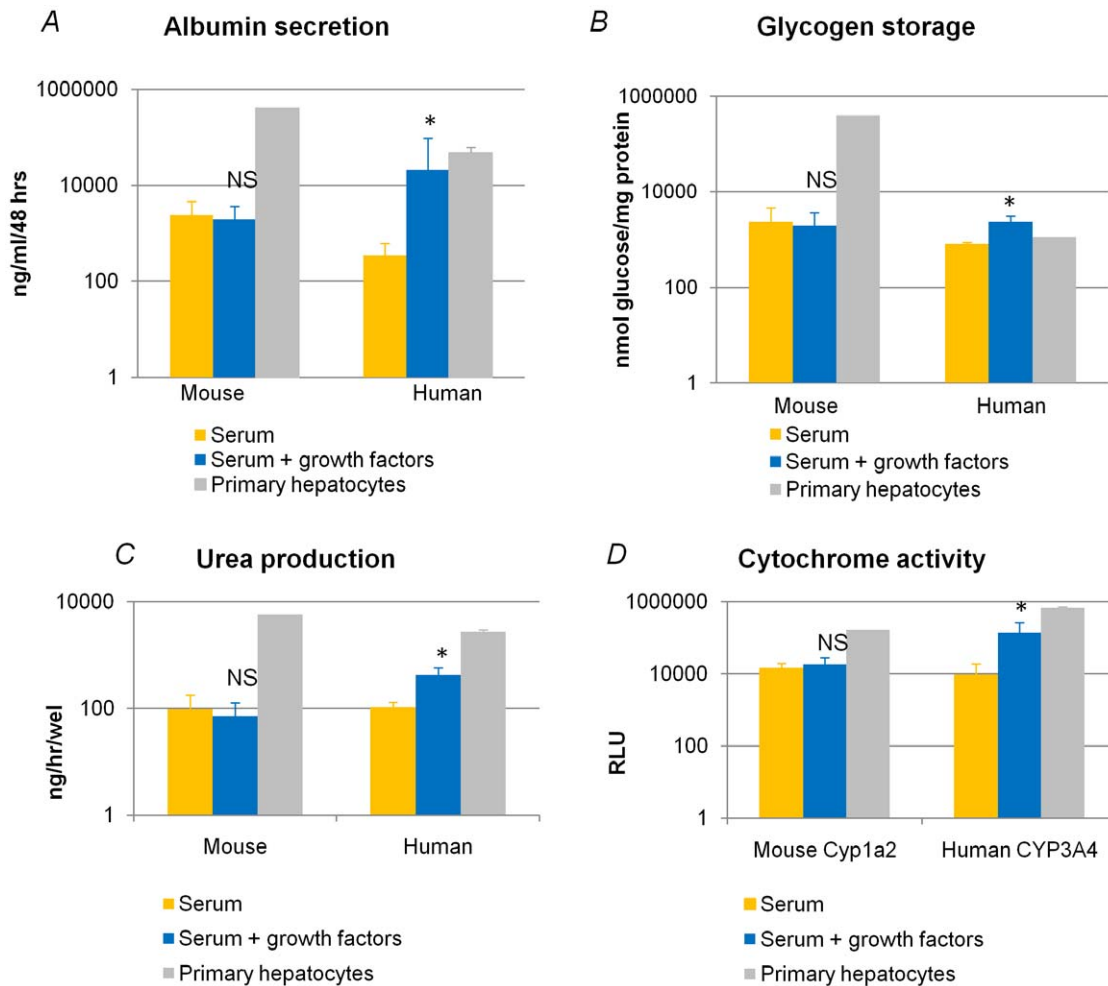 A
Albumin secretion
ng/ml/48 hrs
1000000
10000
100
1
NS
*
Mouse
Human
Serum
Serum + growth factors
Primary hepatocytes
B
Glycogen storage
nmol glucose/mg protein
1000000
10000
100
1
NS
*
Mouse
Human
Serum
Serum + growth factors
Primary hepatocytes
C
Urea production
ng/hr/wel
10000
100
1
NS
*
Mouse
Human
Serum
Serum + growth factors
Primary hepatocytes
D
Cytochrome activity
RLU
1000000
10000
100
1
NS
*
Mouse Cyp1a2
Human CYP3A4
Serum
Serum + growth factors
Primary hepatocytes